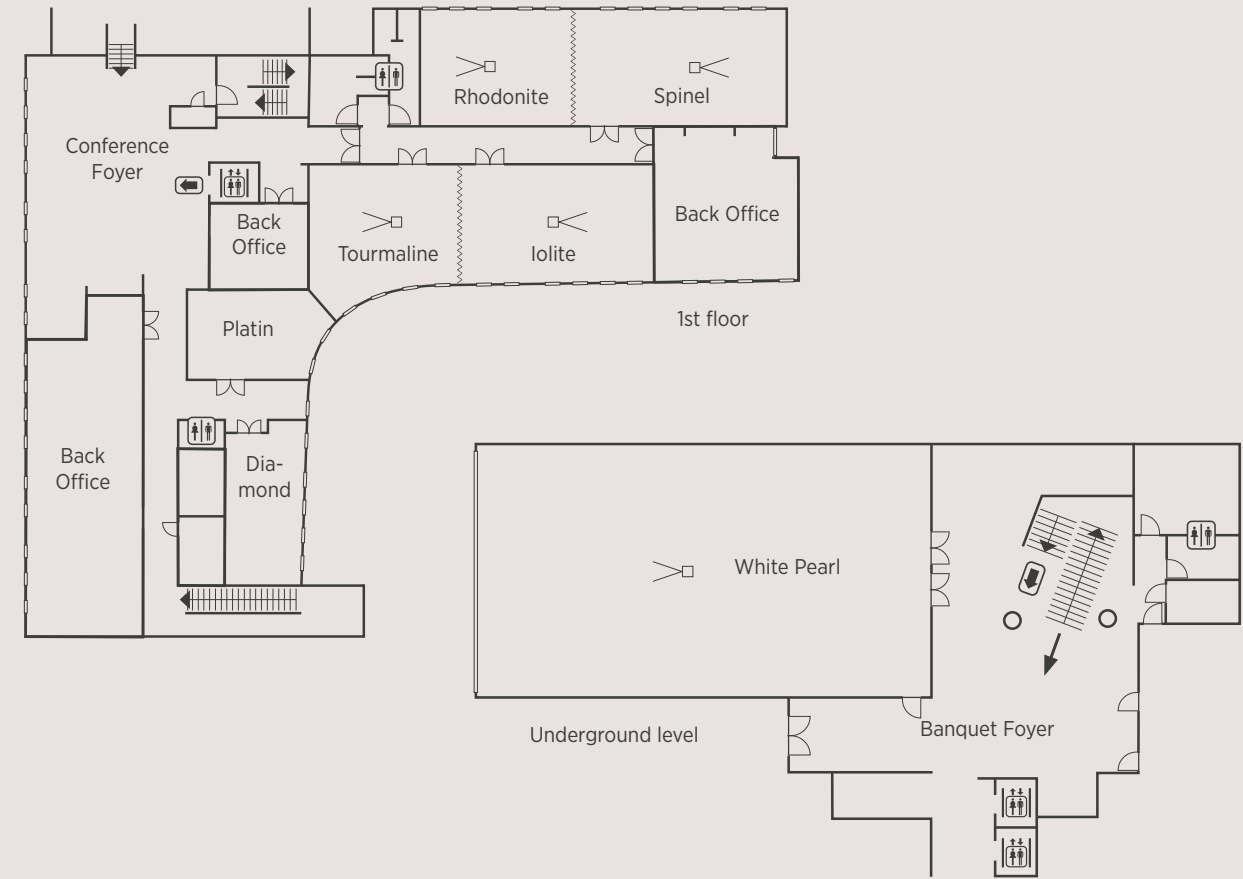 Rhodonite
Spinel
Conference
Foyer
Back
Office
Tourmaline
Iolite
Back Office
Platin
1st floor
Back
Office
Dia-
mond
White Pearl
Underground level
Banquet Foyer